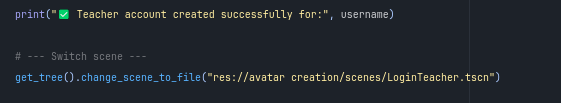 print("✅ Teacher account created successfully for:", username)
# --- Switch scene ---
get_tree().change_scene_to_file("res://avatar creation/scenes/LoginTeacher.tscn")